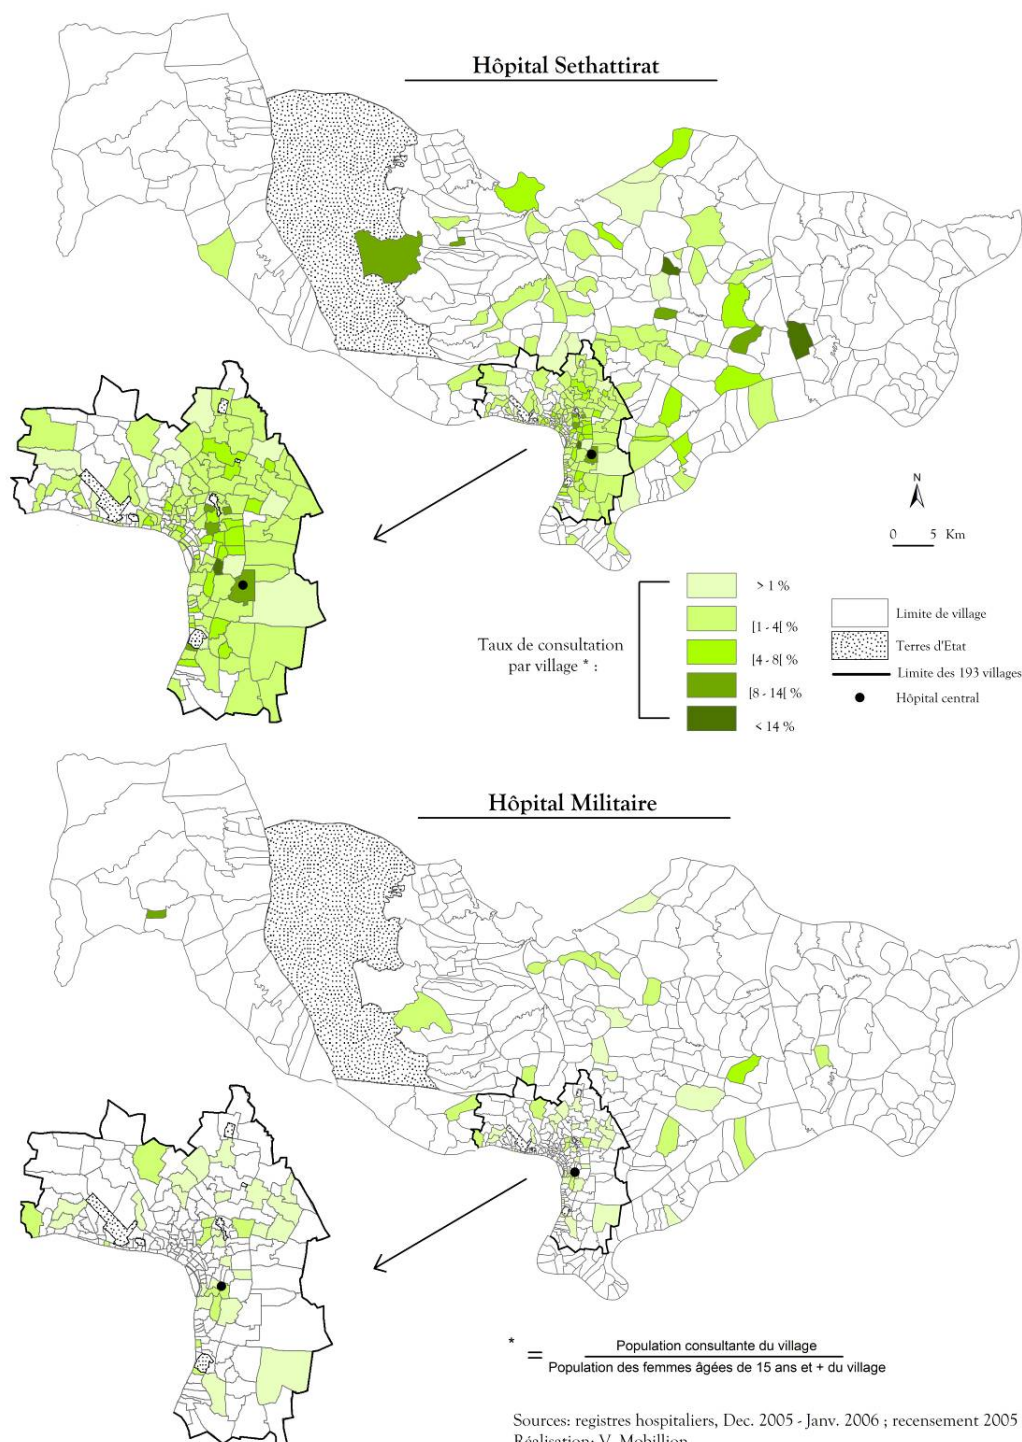 Hôpital Sethattirat
N
0 5 Km
Taux de consultation
par village * :
> 1 %
[1 - 4[ %
[4 - 8[ %
[8 - 14[ %
< 14 %
Limite de village
Terres d'Etat
Limite des 193 villages
Hôpital central
Hôpital Militaire
* = Population consultante du village
Population des femmes âgées de 15 ans et + du village
Sources: registres hospitaliers, Dec. 2005 - Janv. 2006 ; recensement 2005
Réalisation: V. Mobillion